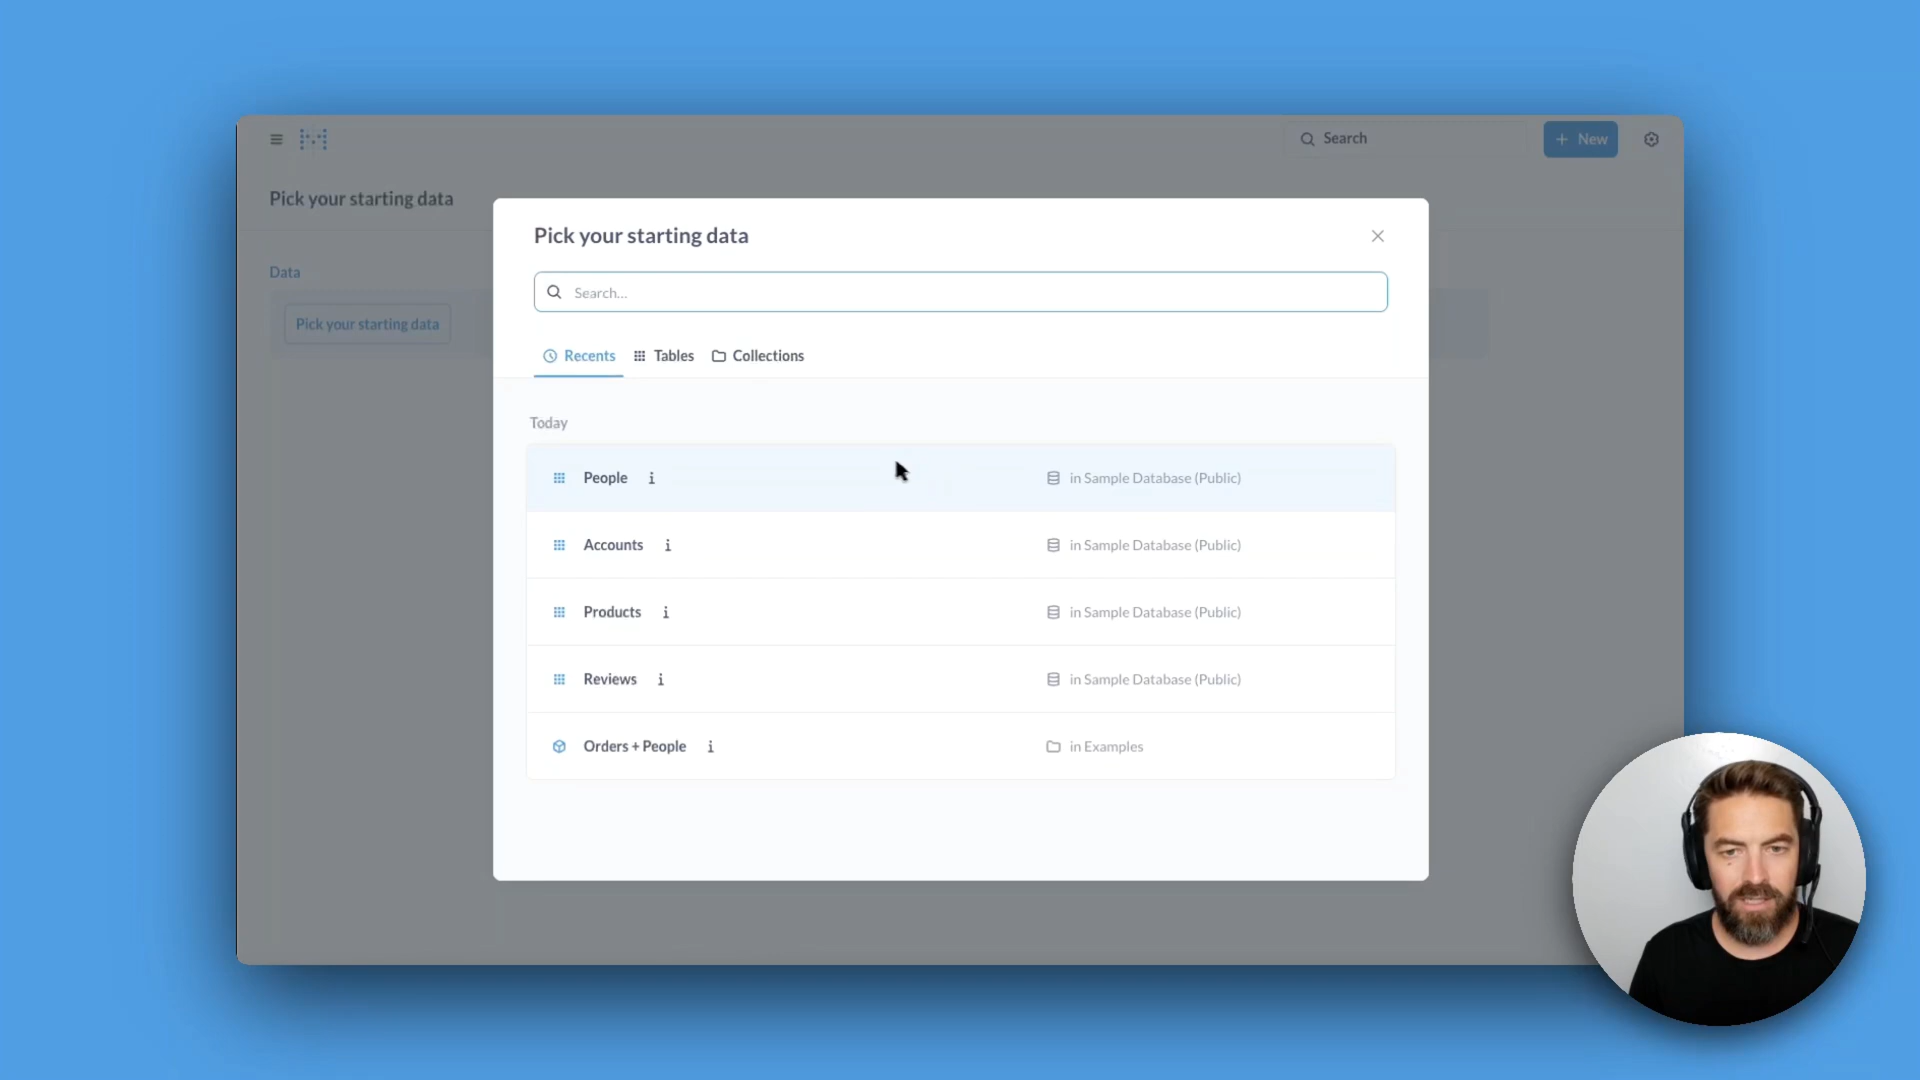 Search
+ New
Pick your starting data
Pick your starting data
Data
Search...
Pick your starting data
Recents
Tables
Collections
Today
People i
in Sample Database (Public)
Accounts i
in Sample Database (Public)
Products i
in Sample Database (Public)
Reviews i
in Sample Database (Public)
Orders + People i
in Examples